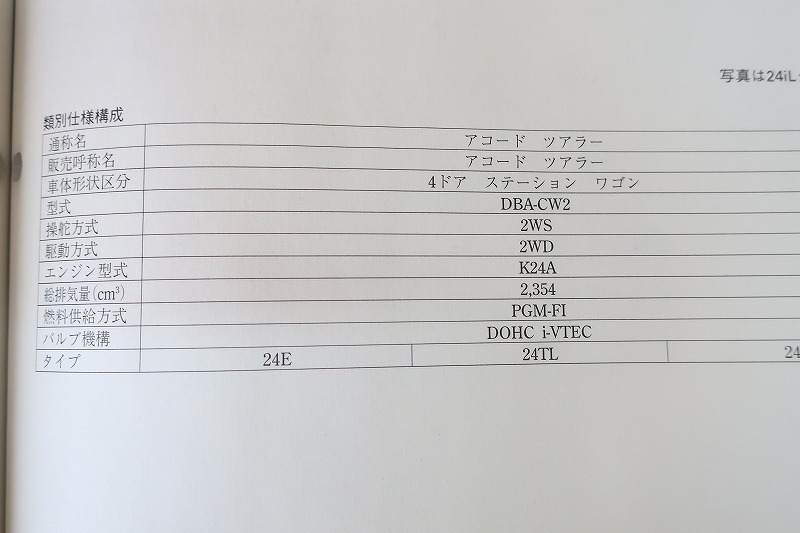 写真は24iL
類別仕様構成
通称名 アコード ツアラー
販売呼称名 アコード ツアラー
車体形状区分 4ドア ステーション ワゴン
型式 DBA-CW2
操舵方式 2WS
駆動方式 2WD
エンジン型式 K24A
総排気量(cm³) 2,354
燃料供給方式 PGM-FI
バルブ機構 DOHC i-VTEC
タイプ 24E 24TL 24